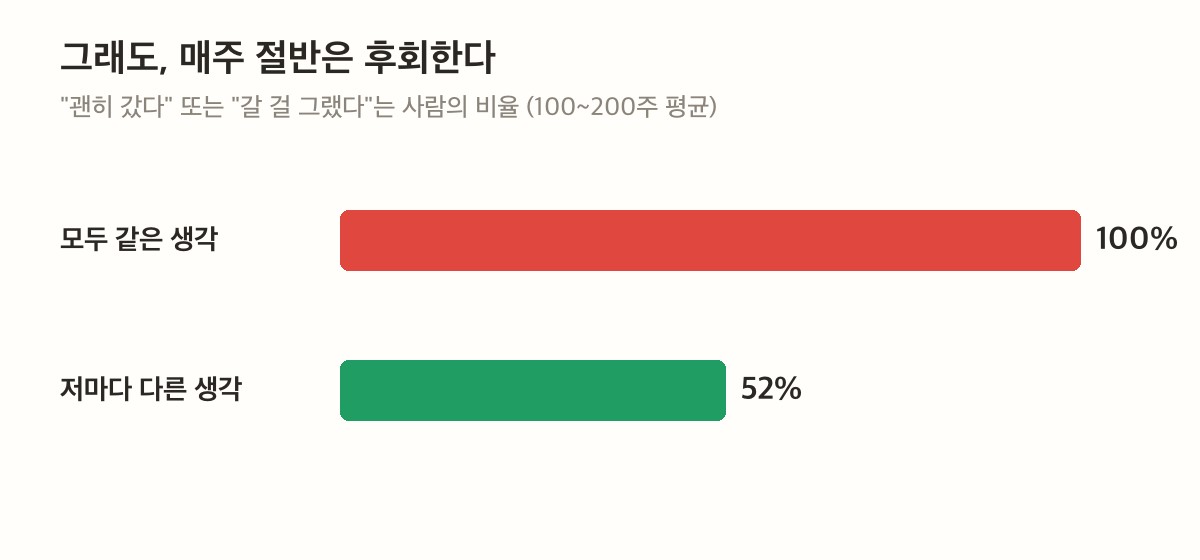 그래도, 매주 절반은 후회한다
"괜히 갔다" 또는 "갈 걸 그랬다"는 사람의 비율 (100~200주 평균)
모두 같은 생각
100%
저마다 다른 생각
52%